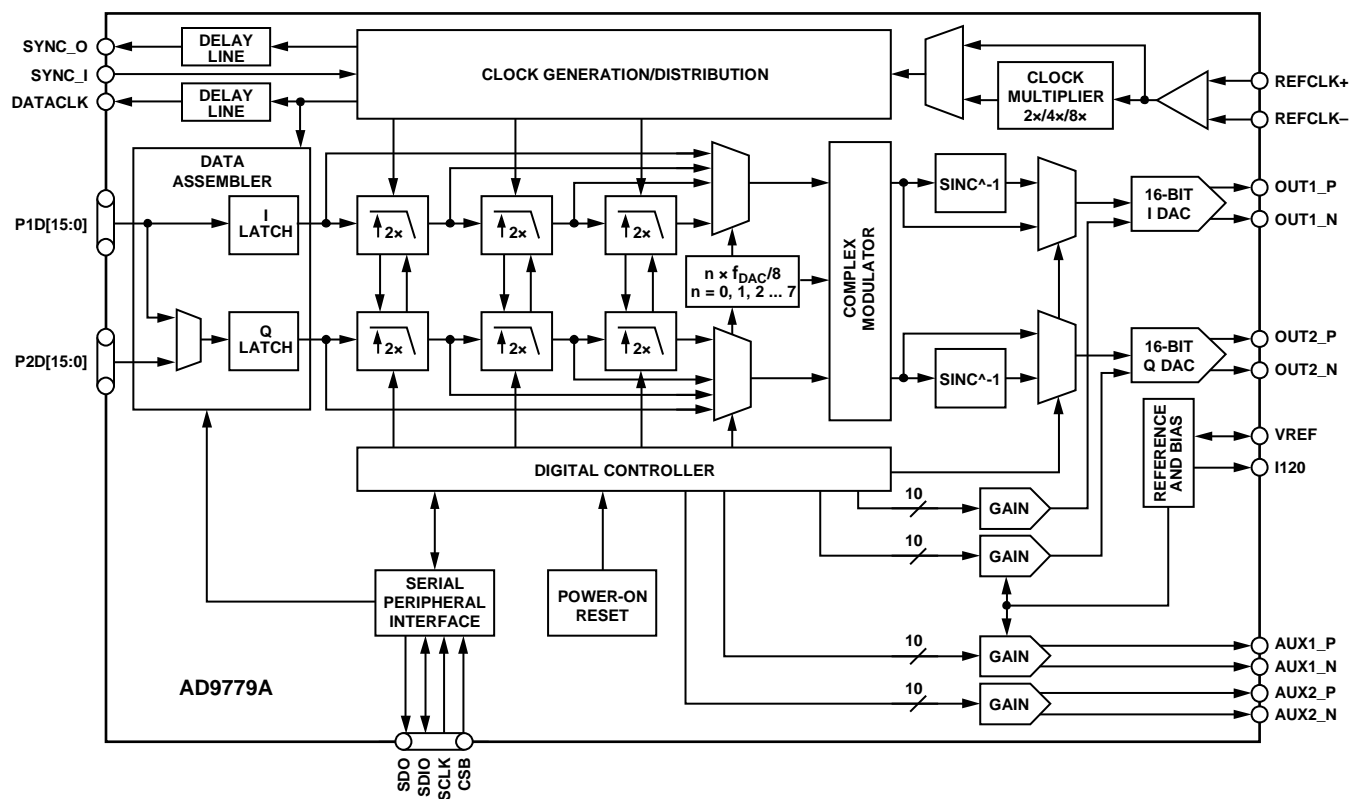 SYNC_O
DELAY
LINE
CLOCK GENERATION/DISTRIBUTION
SYNC_I
DATACLK
DELAY
LINE
CLOCK
MULTIPLIER
2×/4×/8×
REFCLK+
REFCLK–
DATA
ASSEMBLER
P1D[15:0]
I
LATCH
2×
2×
2×
n × fDAC/8
n = 0, 1, 2 ... 7
COMPLEX
MODULATOR
SINC^-1
16-BIT
I DAC
OUT1_P
OUT1_N
P2D[15:0]
Q
LATCH
2×
2×
2×
SINC^-1
16-BIT
Q DAC
OUT2_P
OUT2_N
REFERENCE
AND BIAS
VREF
I120
DIGITAL CONTROLLER
10
GAIN
10
GAIN
SERIAL
PERIPHERAL
INTERFACE
POWER-ON
RESET
10
GAIN
AUX1_P
AUX1_N
10
GAIN
AUX2_P
AUX2_N
AD9779A
SDO
SDIO
SCLK
CSB